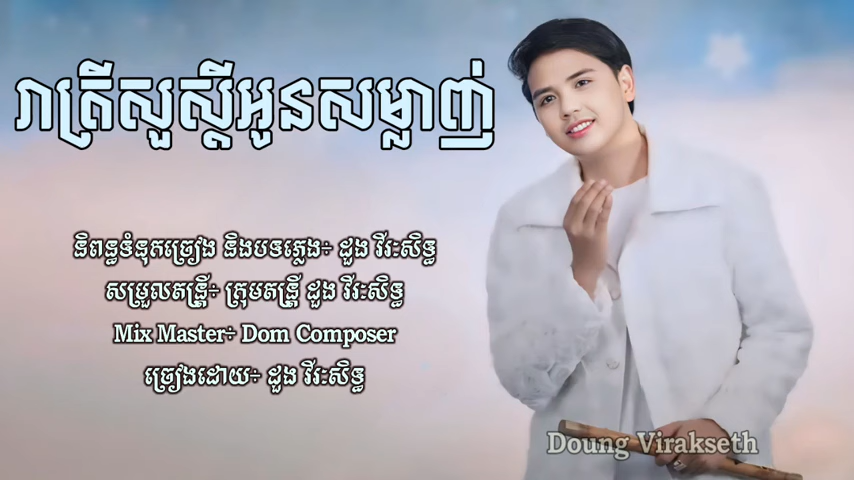 រាត្រីសួស្តីអូនសម្លាញ់
និពន្ធទំនុកច្រៀង និងបទភ្លេង÷ ដួង វីរៈសិទ្ធ
សម្រួលតន្ត្រី÷ ក្រុមតន្ត្រី ដួង វីរៈសិទ្ធ
Mix Master÷ Dom Composer
ច្រៀងដោយ÷ ដួង វីរៈសិទ្ធ
Doung Virakseth